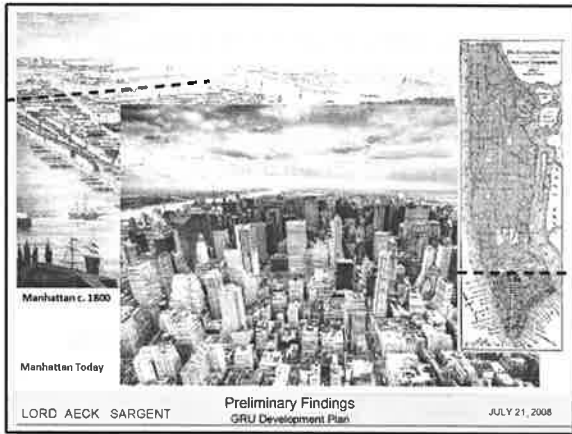 Manhattan c. 1800
Manhattan Today
LORD AECK SARGENT
Preliminary Findings
GRU Development Plan
JULY 21, 2008